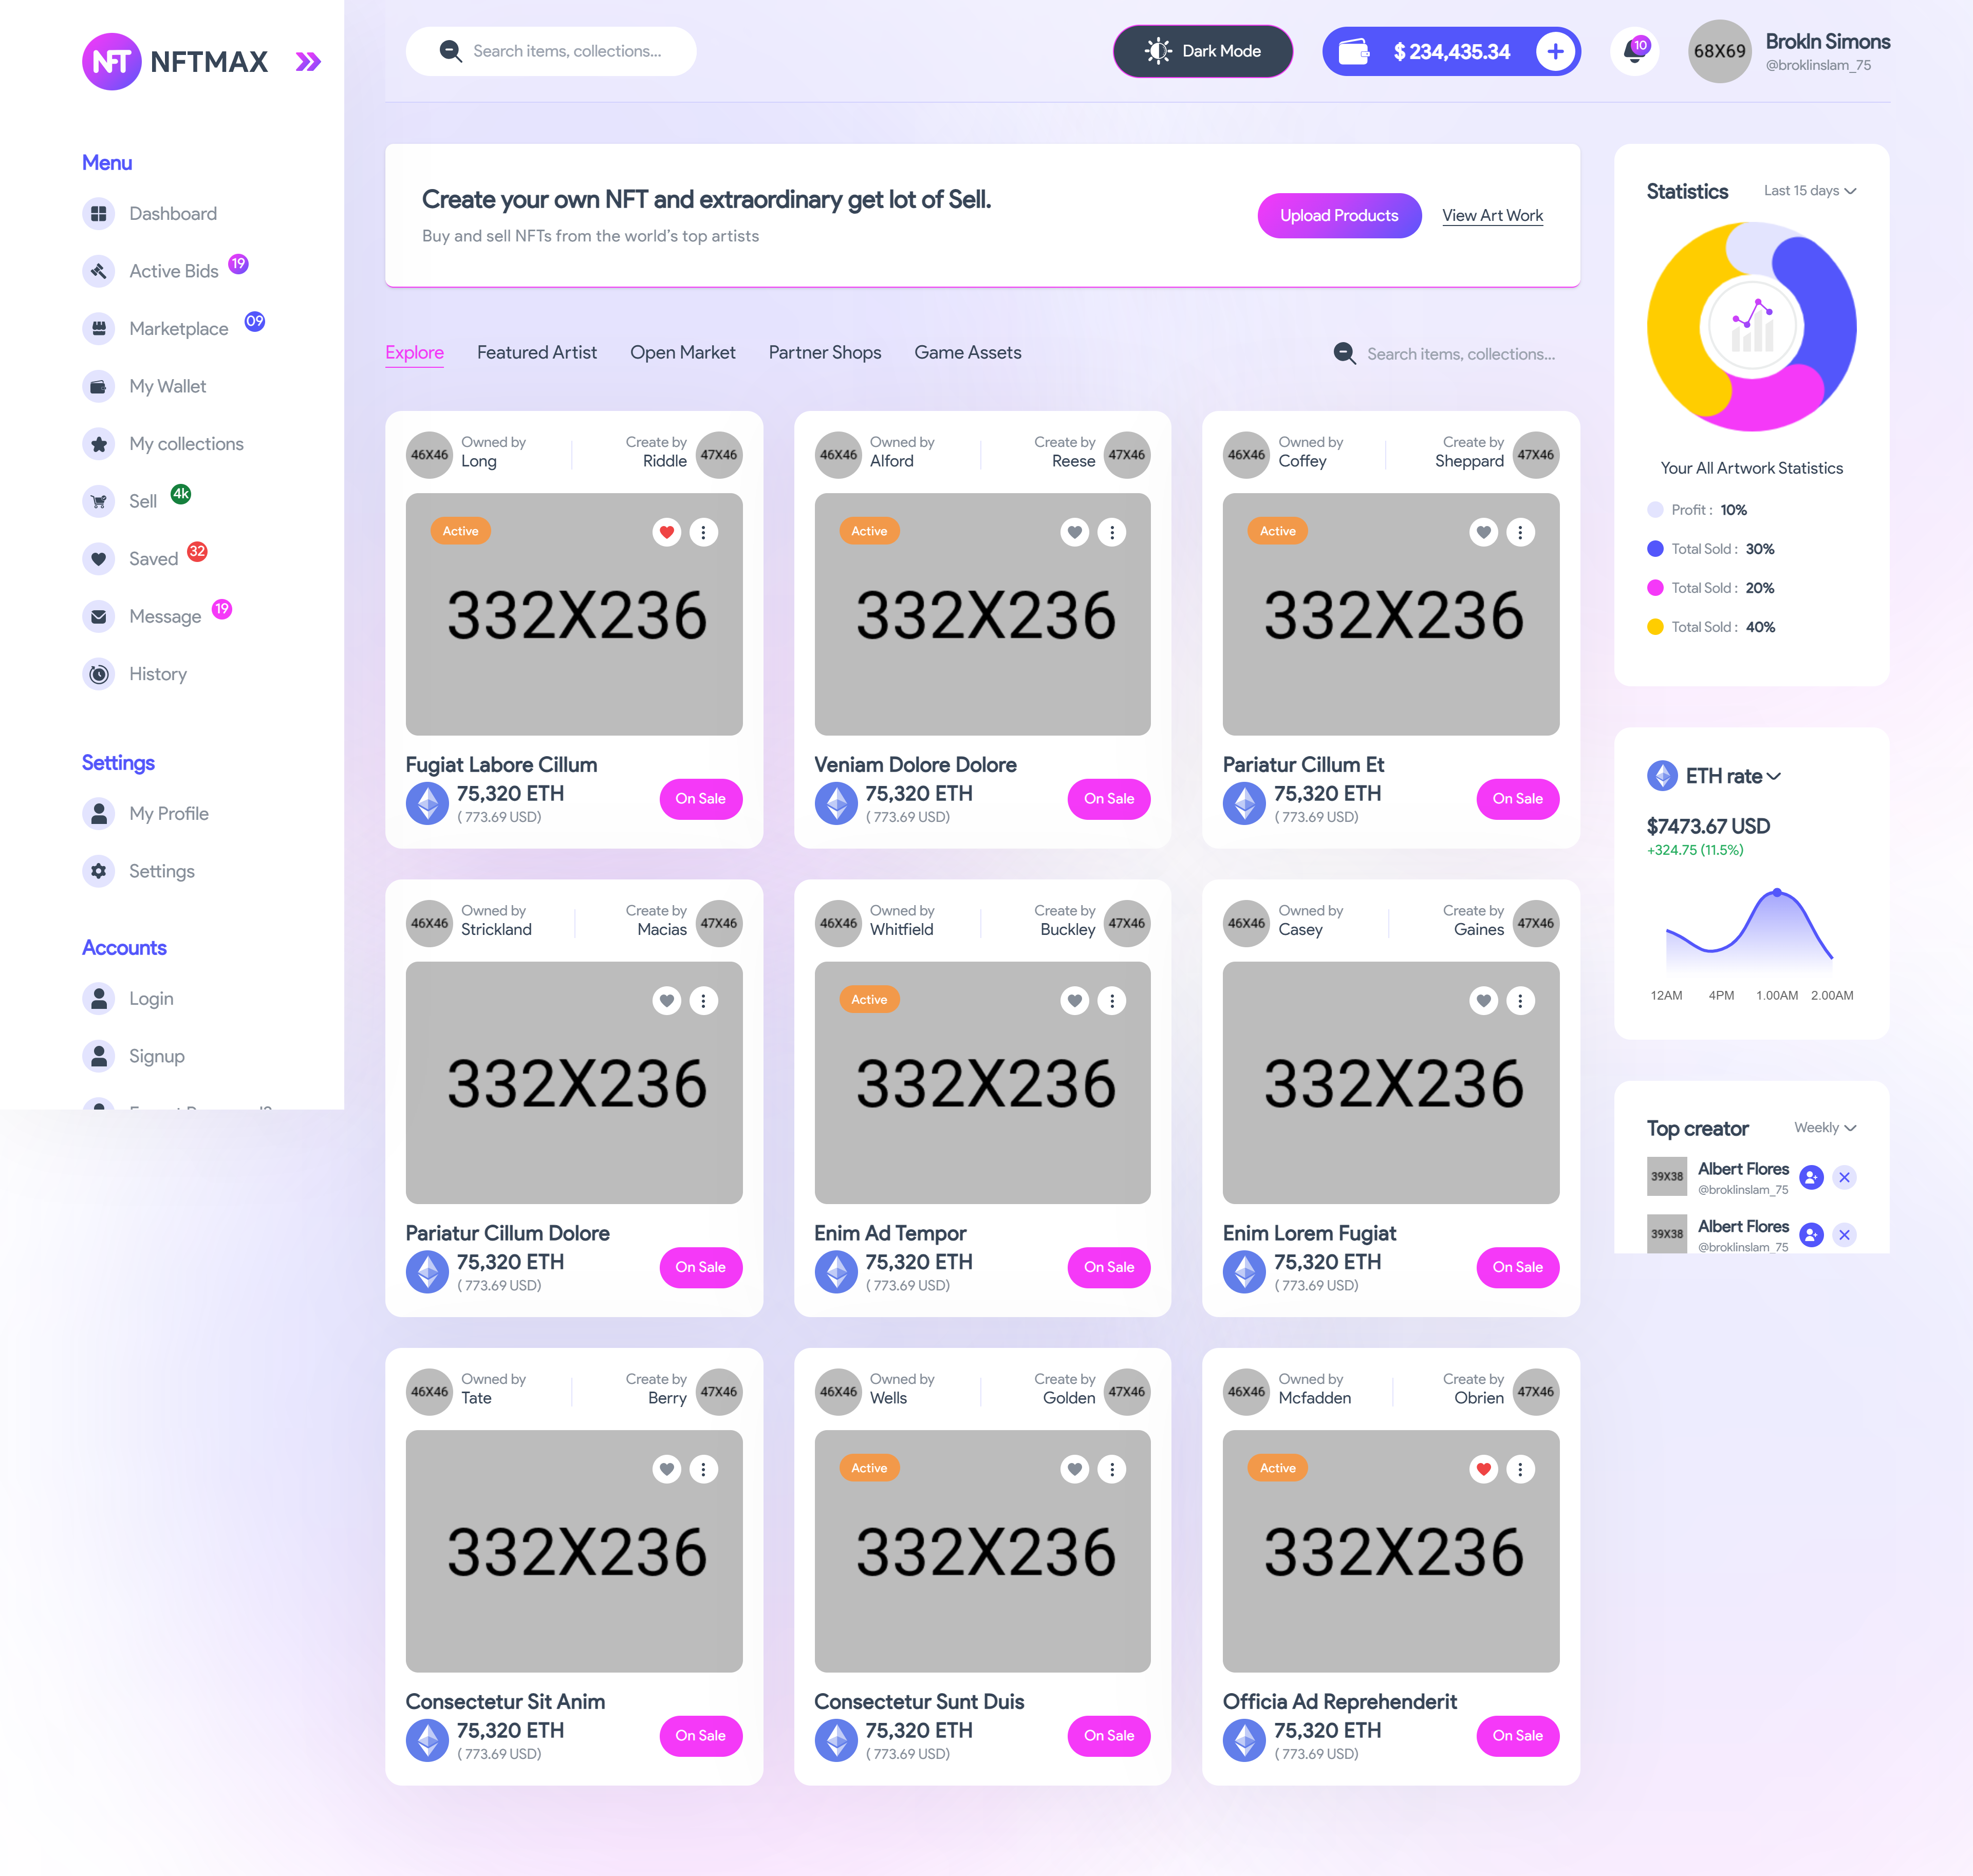 NFT NFTMAX
Search items, collections...
Dark Mode
$ 234,435.34
10
68X69
BrokIn Simons
@broklinslam_75
Menu
Dashboard
Active Bids 19
Marketplace 09
My Wallet
My collections
Sell 4k
Saved 32
Message 19
History
Settings
My Profile
Settings
Accounts
Login
Signup
Create your own NFT and extraordinary get lot of Sell.
Buy and sell NFTs from the world's top artists
Upload Products
View Art Work
Explore Featured Artist Open Market Partner Shops Game Assets
Search items, collections...
46X46
Owned by
Long
Create by
Riddle
47X46
Active
332X236
Fugiat Labore Cillum
75,320 ETH
( 773.69 USD)
On Sale
46X46
Owned by
Alford
Create by
Reese
47X46
Active
332X236
Veniam Dolore Dolore
75,320 ETH
( 773.69 USD)
On Sale
46X46
Owned by
Coffey
Create by
Sheppard
47X46
Active
332X236
Pariatur Cillum Et
75,320 ETH
( 773.69 USD)
On Sale
46X46
Owned by
Strickland
Create by
Macias
47X46
332X236
Pariatur Cillum Dolore
75,320 ETH
( 773.69 USD)
On Sale
46X46
Owned by
Whitfield
Create by
Buckley
47X46
Active
332X236
Enim Ad Tempor
75,320 ETH
( 773.69 USD)
On Sale
46X46
Owned by
Casey
Create by
Gaines
47X46
332X236
Enim Lorem Fugiat
75,320 ETH
( 773.69 USD)
On Sale
46X46
Owned by
Tate
Create by
Berry
47X46
332X236
Consectetur Sit Anim
75,320 ETH
( 773.69 USD)
On Sale
46X46
Owned by
Wells
Create by
Golden
47X46
Active
332X236
Consectetur Sunt Duis
75,320 ETH
( 773.69 USD)
On Sale
46X46
Owned by
Mcfadden
Create by
Obrien
47X46
Active
332X236
Officia Ad Reprehenderit
75,320 ETH
( 773.69 USD)
On Sale
Statistics
Last 15 days
Your All Artwork Statistics
Profit : 10%
Total Sold : 30%
Total Sold : 20%
Total Sold : 40%
ETH rate
$7473.67 USD
+324.75 (11.5%)
12AM 4PM 1.00AM 2.00AM
Top creator
Weekly
39X38
Albert Flores
@broklinslam_75
39X38
Albert Flores
@broklinslam_75